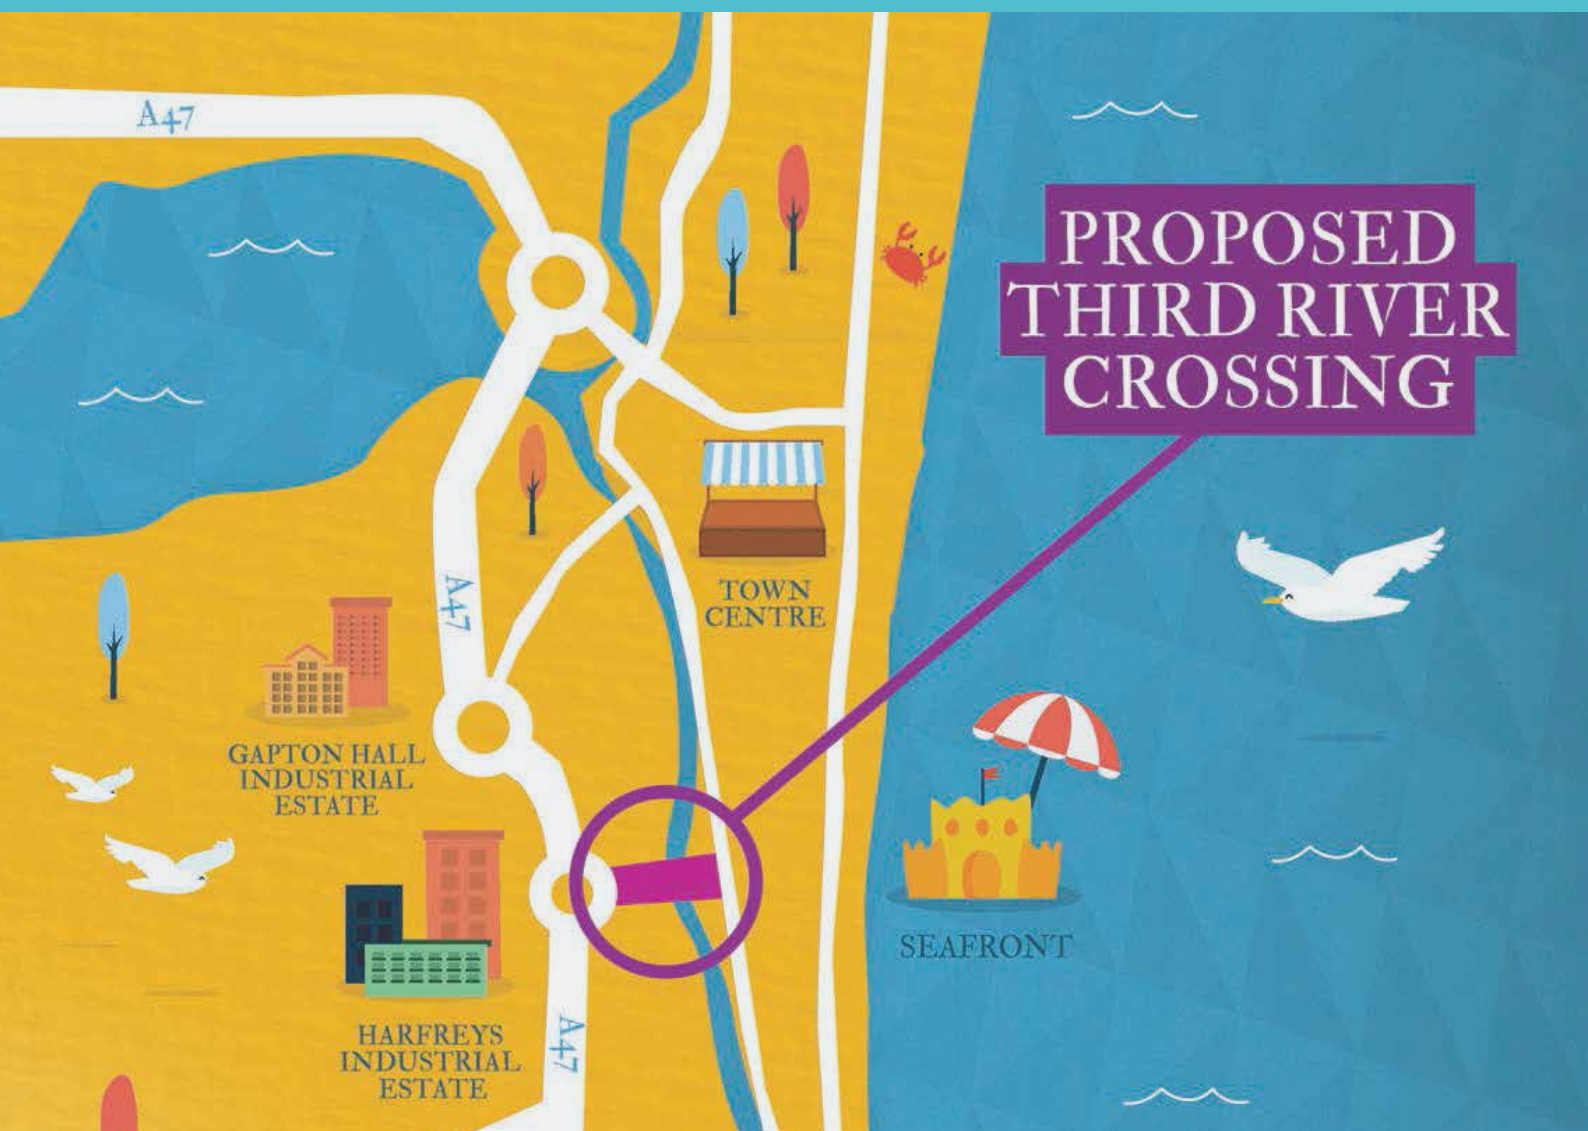 A47
PROPOSED
THIRD RIVER
CROSSING
A47
TOWN
CENTRE
GAPTON HALL
INDUSTRIAL
ESTATE
SEAFRONT
HARFREYS
INDUSTRIAL
ESTATE
A47